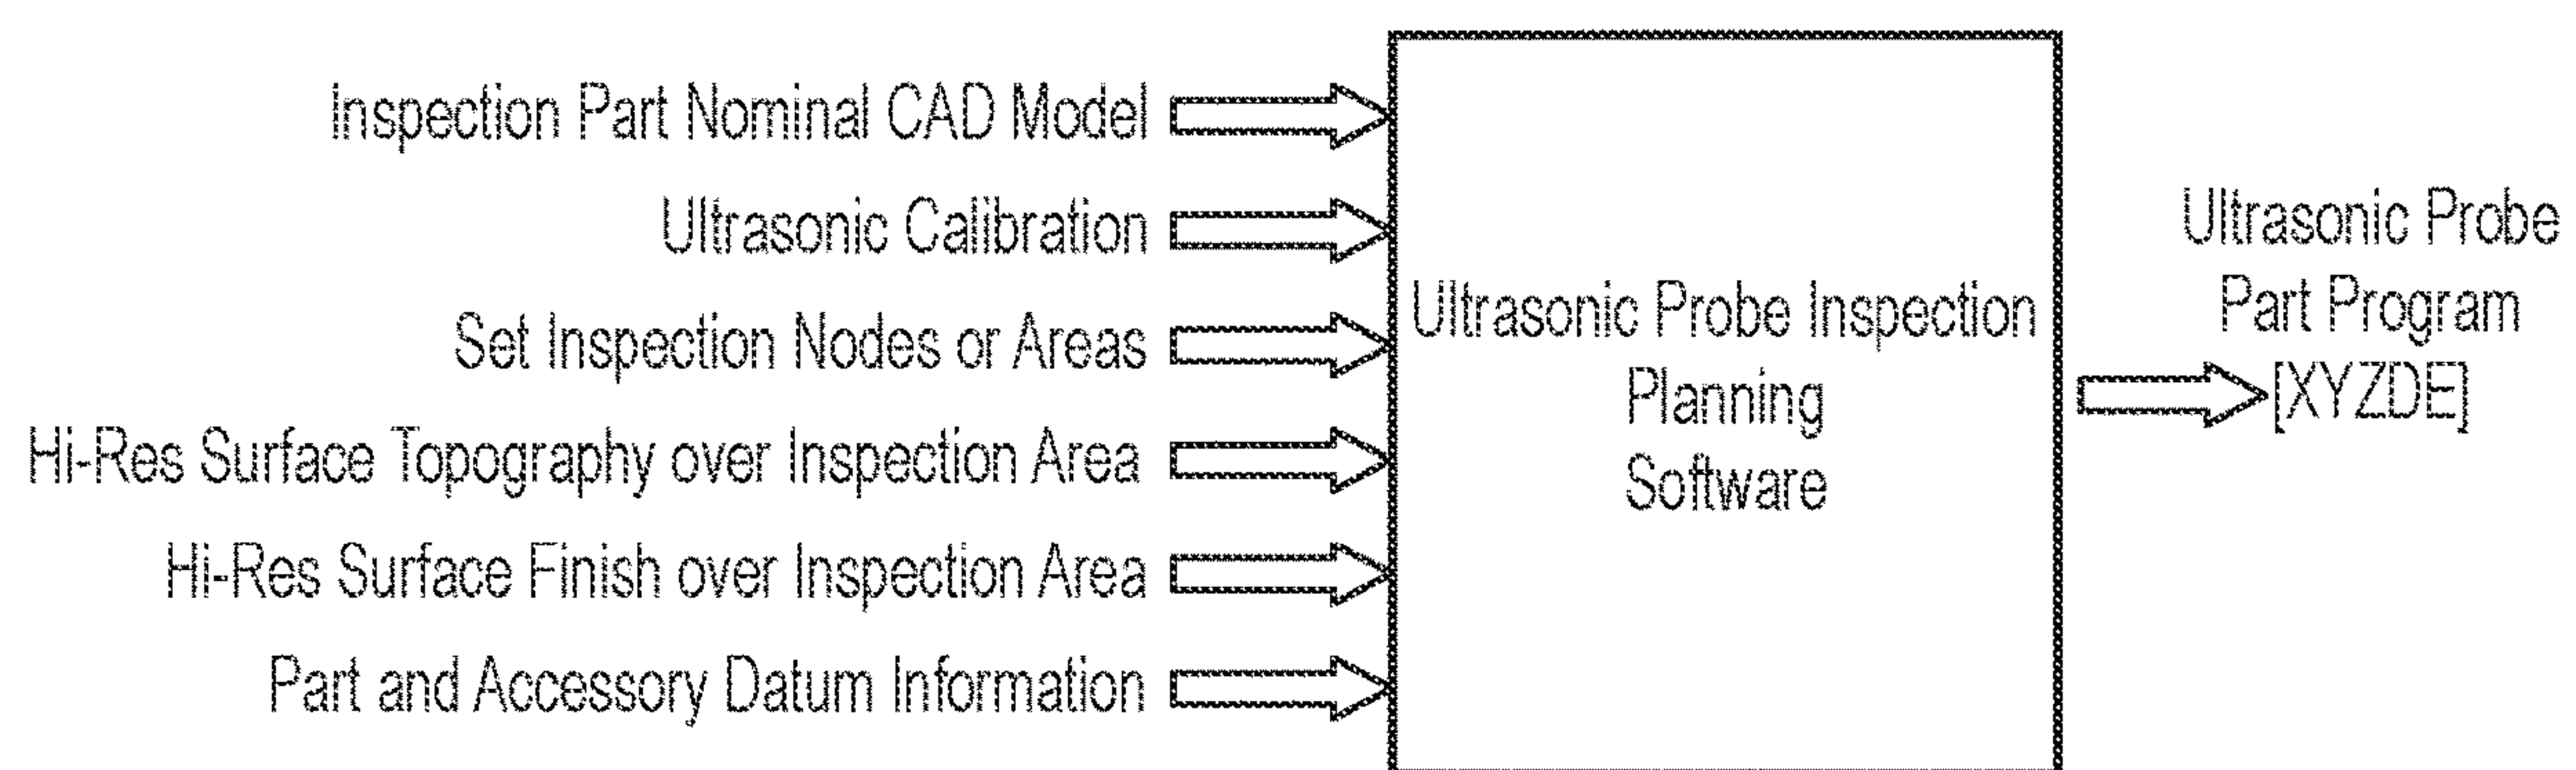 Inspection Part Nominal CAD Model
Ultrasonic Calibration
Set Inspection Nodes or Areas
Hi-Res Surface Topography over Inspection Area
Hi-Res Surface Finish over Inspection Area
Part and Accessory Datum Information
Ultrasonic Probe Inspection
Planning
Software
Ultrasonic Probe
Part Program
[XYZDE]